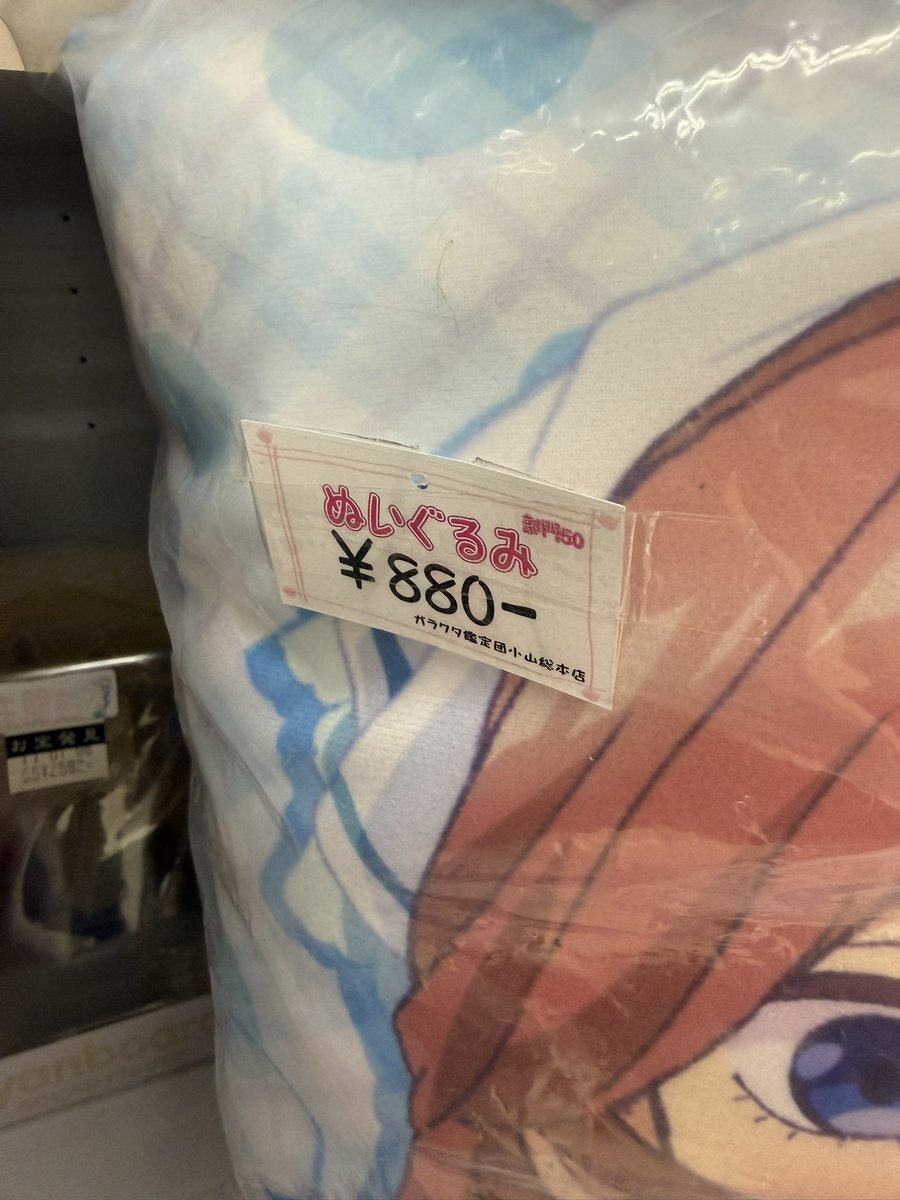 ぬいぐるみ 部門50
¥880-
ガラクタ鑑定団小山総本店
お宝発見